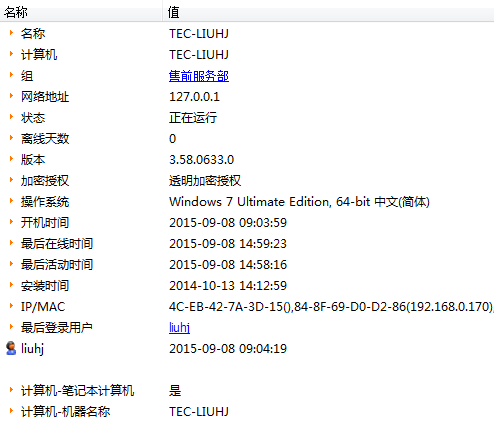 名称 值
名称 TEC-LIUHJ
计算机 TEC-LIUHJ
组 售前服务部
网络地址 127.0.0.1
状态 正在运行
离线天数 0
版本 3.58.0633.0
加密授权 透明加密授权
操作系统 Windows 7 Ultimate Edition, 64-bit 中文(简体)
开机时间 2015-09-08 09:03:59
最后在线时间 2015-09-08 14:59:23
最后活动时间 2015-09-08 14:58:16
安装时间 2014-10-13 14:12:59
IP/MAC 4C-EB-42-7A-3D-15(),84-8F-69-D0-D2-86(192.168.0.170),
最后登录用户 liuhj
liuhj 2015-09-08 09:04:19
计算机-笔记本计算机 是
计算机-机器名称 TEC-LIUHJ